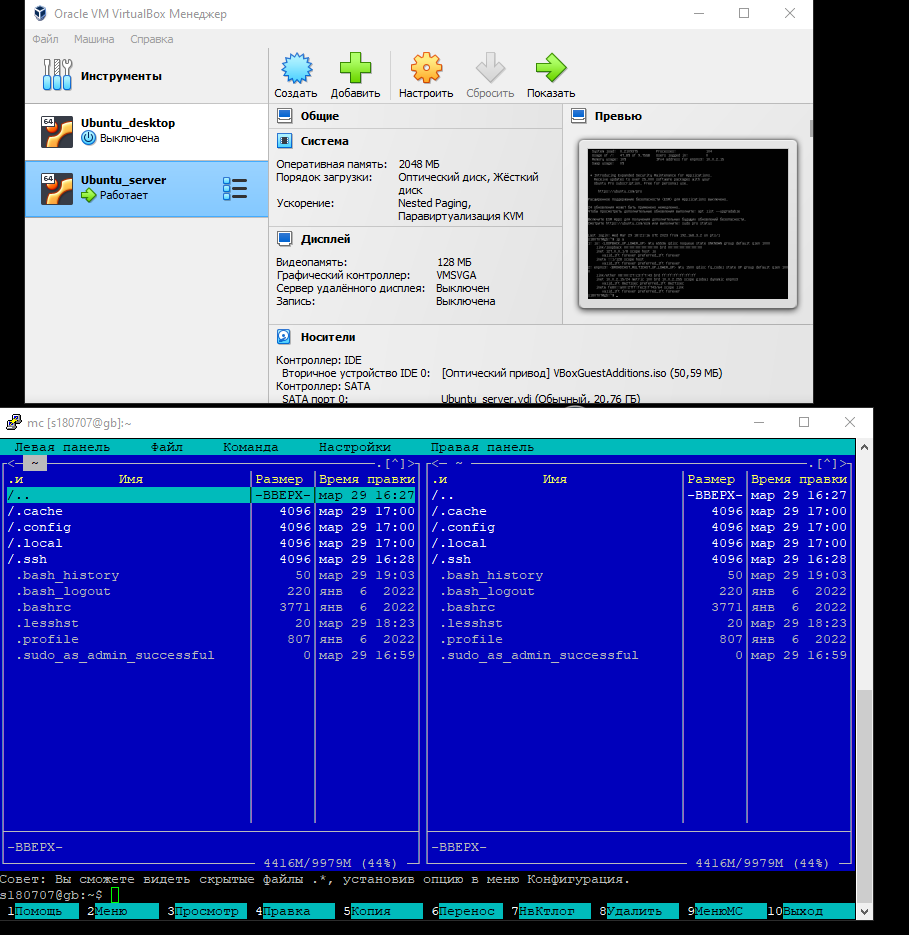 Oracle VM VirtualBox Менеджер
Файл Машина Справка
Инструменты
Создать Добавить Настроить Сбросить Показать
64 Ubuntu_desktop
Выключена
64 Ubuntu_server
Работает
Общие
Система
Оперативная память: 2048 МБ
Порядок загрузки: Оптический диск, Жёсткий
диск
Ускорение: Nested Paging,
Паравиртуализация KVM
Дисплей
Видеопамять: 128 МБ
Графический контроллер: VMSVGA
Сервер удалённого дисплея: Выключен
Запись: Выключена
Носители
Контроллер: IDE
Вторичное устройство IDE 0: [Оптический привод] VBoxGuestAdditions.iso (50,59 МБ)
Контроллер: SATA
SATA порт 0: Ubuntu_server.vdi (Обычный, 20,76 ГБ)
Превью
mc [s180707@gb]:~
Левая панель Файл Команда Настройки Правая панель
<─ ~ .[^]> <─ ~ .[^]>
.и Имя Размер Время правки .и Имя Размер Время правки
/.. -ВВЕРХ- мар 29 16:27 /.. -ВВЕРХ- мар 29 16:27
/.cache 4096 мар 29 17:00 /.cache 4096 мар 29 17:00
/.config 4096 мар 29 17:00 /.config 4096 мар 29 17:00
/.local 4096 мар 29 17:00 /.local 4096 мар 29 17:00
/.ssh 4096 мар 29 16:28 /.ssh 4096 мар 29 16:28
.bash_history 50 мар 29 19:03 .bash_history 50 мар 29 19:03
.bash_logout 220 янв 6 2022 .bash_logout 220 янв 6 2022
.bashrc 3771 янв 6 2022 .bashrc 3771 янв 6 2022
.lesshst 20 мар 29 18:23 .lesshst 20 мар 29 18:23
.profile 807 янв 6 2022 .profile 807 янв 6 2022
.sudo_as_admin_successful 0 мар 29 16:59 .sudo_as_admin_successful 0 мар 29 16:59
-ВВЕРХ- -ВВЕРХ-
4416M/9979M (44%) 4416M/9979M (44%)
Совет: Вы сможете видеть скрытые файлы .*, установив опцию в меню Конфигурация.
s180707@gb:~$
1Помощь 2Меню 3Просмотр 4Правка 5Копия 6Перенос 7НвКтлог 8Удалить 9МенюМС 10Выход